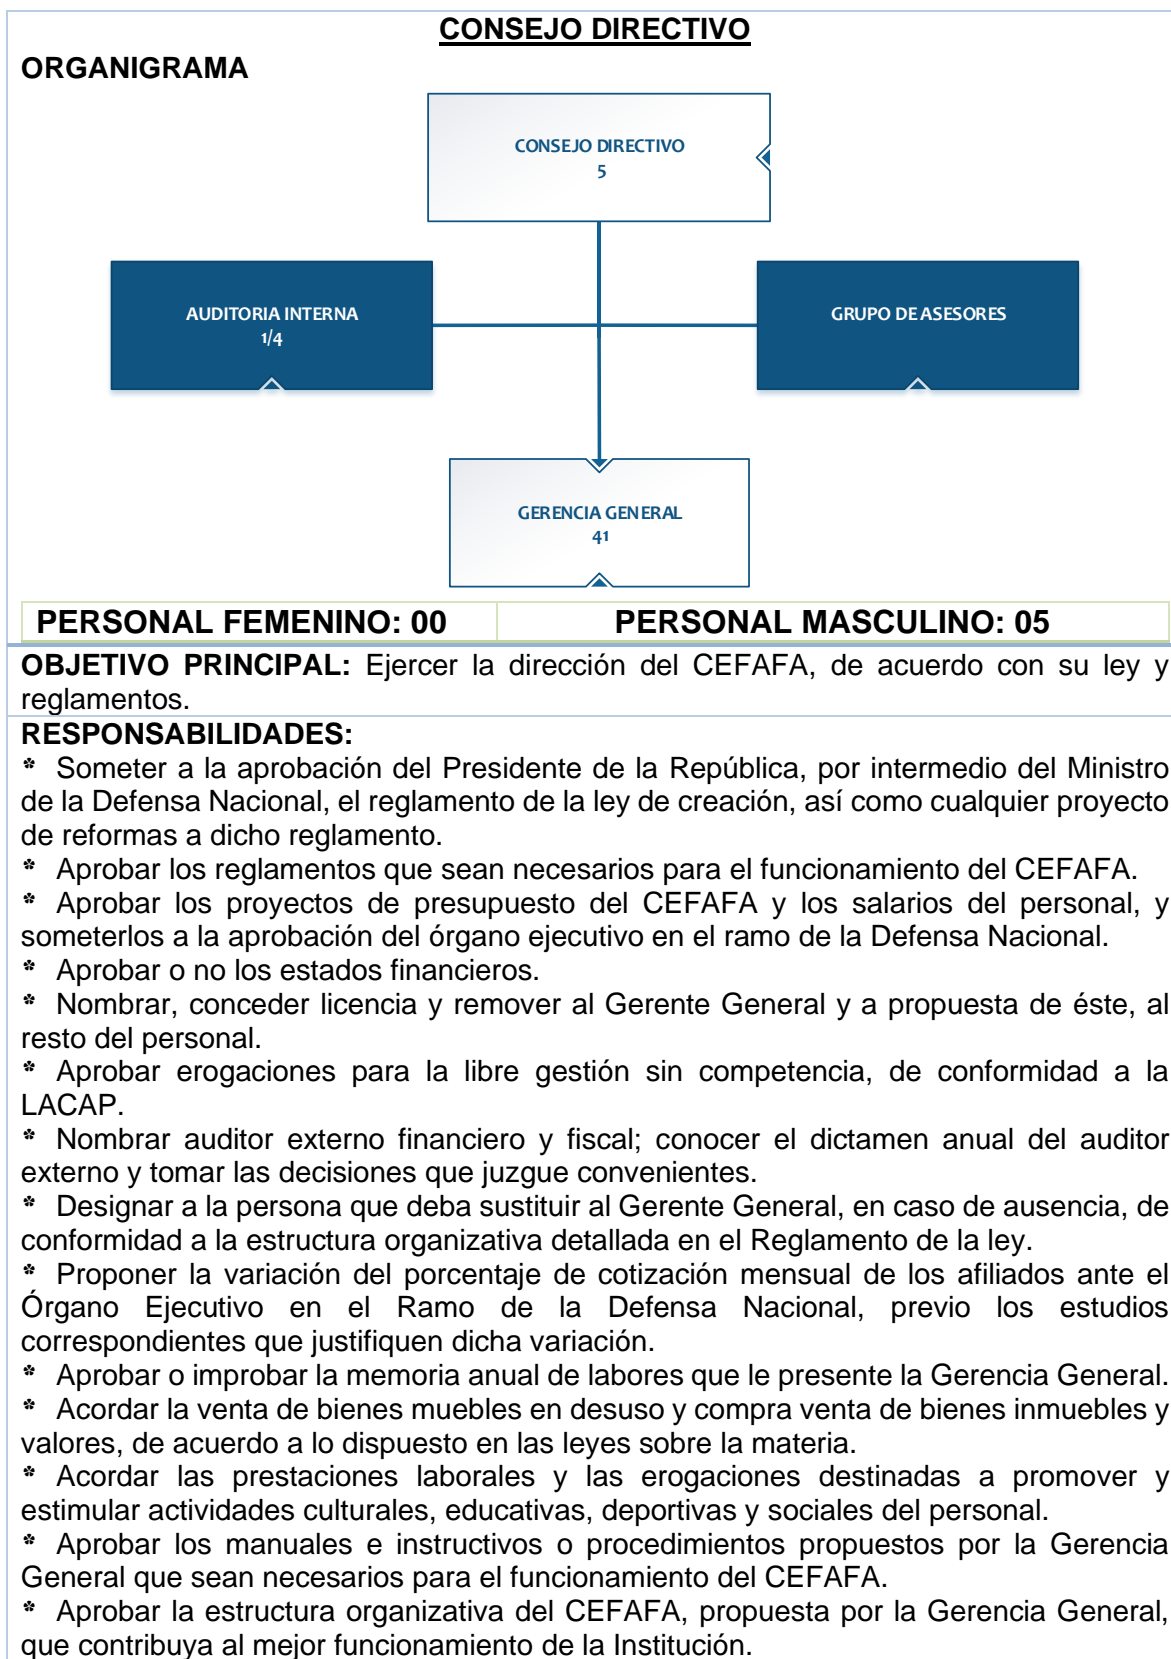 CONSEJO DIRECTIVO
ORGANIGRAMA
CONSEJO DIRECTIVO
5
AUDITORIA INTERNA
1/4
GRUPO DE ASESORES
GERENCIA GENERAL
41
PERSONAL FEMENINO: 00 PERSONAL MASCULINO: 05
OBJETIVO PRINCIPAL: Ejercer la dirección del CEFAFA, de acuerdo con su ley y
reglamentos.
RESPONSABILIDADES:
* Someter a la aprobación del Presidente de la República, por intermedio del Ministro
de la Defensa Nacional, el reglamento de la ley de creación, así como cualquier proyecto
de reformas a dicho reglamento.
* Aprobar los reglamentos que sean necesarios para el funcionamiento del CEFAFA.
* Aprobar los proyectos de presupuesto del CEFAFA y los salarios del personal, y
someterlos a la aprobación del órgano ejecutivo en el ramo de la Defensa Nacional.
* Aprobar o no los estados financieros.
* Nombrar, conceder licencia y remover al Gerente General y a propuesta de éste, al
resto del personal.
* Aprobar erogaciones para la libre gestión sin competencia, de conformidad a la
LACAP.
* Nombrar auditor externo financiero y fiscal; conocer el dictamen anual del auditor
externo y tomar las decisiones que juzgue convenientes.
* Designar a la persona que deba sustituir al Gerente General, en caso de ausencia, de
conformidad a la estructura organizativa detallada en el Reglamento de la ley.
* Proponer la variación del porcentaje de cotización mensual de los afiliados ante el
Órgano Ejecutivo en el Ramo de la Defensa Nacional, previo los estudios
correspondientes que justifiquen dicha variación.
* Aprobar o improbar la memoria anual de labores que le presente la Gerencia General.
* Acordar la venta de bienes muebles en desuso y compra venta de bienes inmuebles y
valores, de acuerdo a lo dispuesto en las leyes sobre la materia.
* Acordar las prestaciones laborales y las erogaciones destinadas a promover y
estimular actividades culturales, educativas, deportivas y sociales del personal.
* Aprobar los manuales e instructivos o procedimientos propuestos por la Gerencia
General que sean necesarios para el funcionamiento del CEFAFA.
* Aprobar la estructura organizativa del CEFAFA, propuesta por la Gerencia General,
que contribuya al mejor funcionamiento de la Institución.